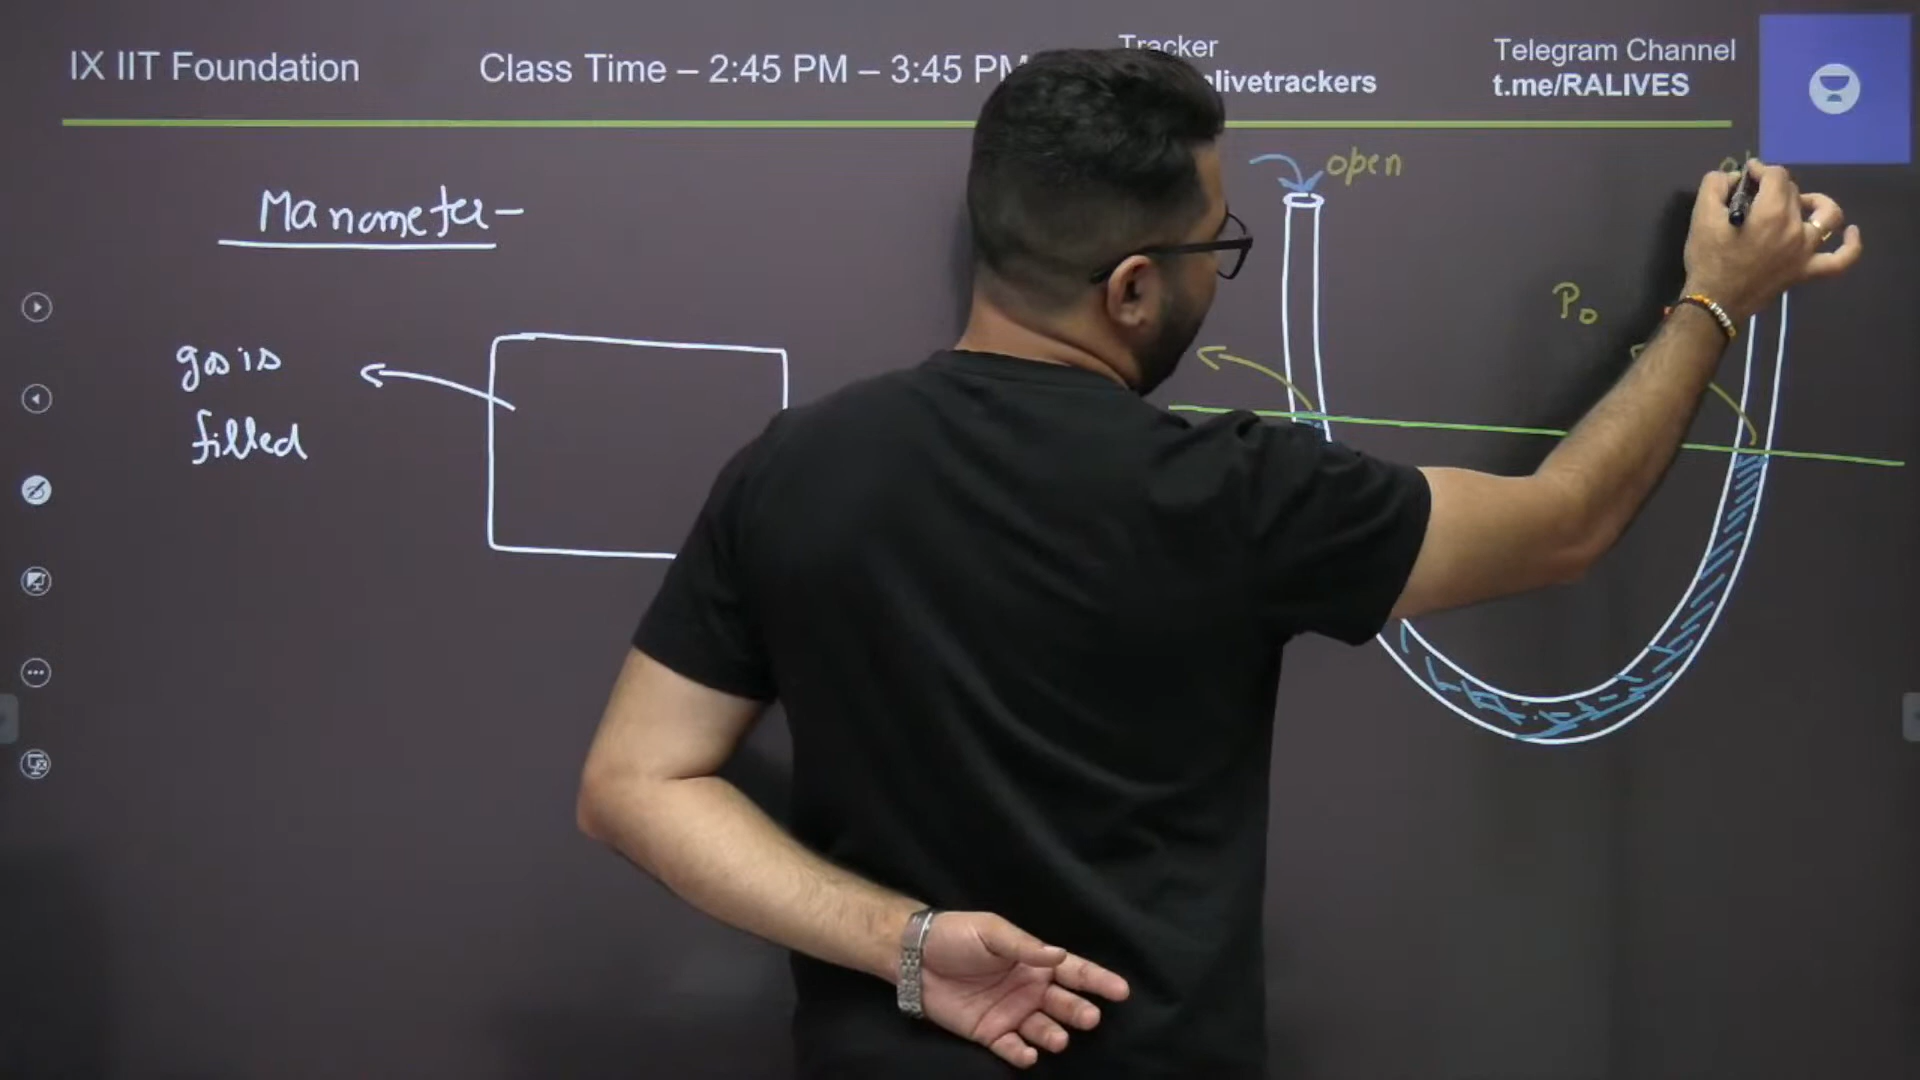 IX IIT Foundation
Class Time – 2:45 PM – 3:45 PM
Tracker
livetrackers
Telegram Channel
t.me/RALIVES
Manometer-
open
P₀
gas is
filled